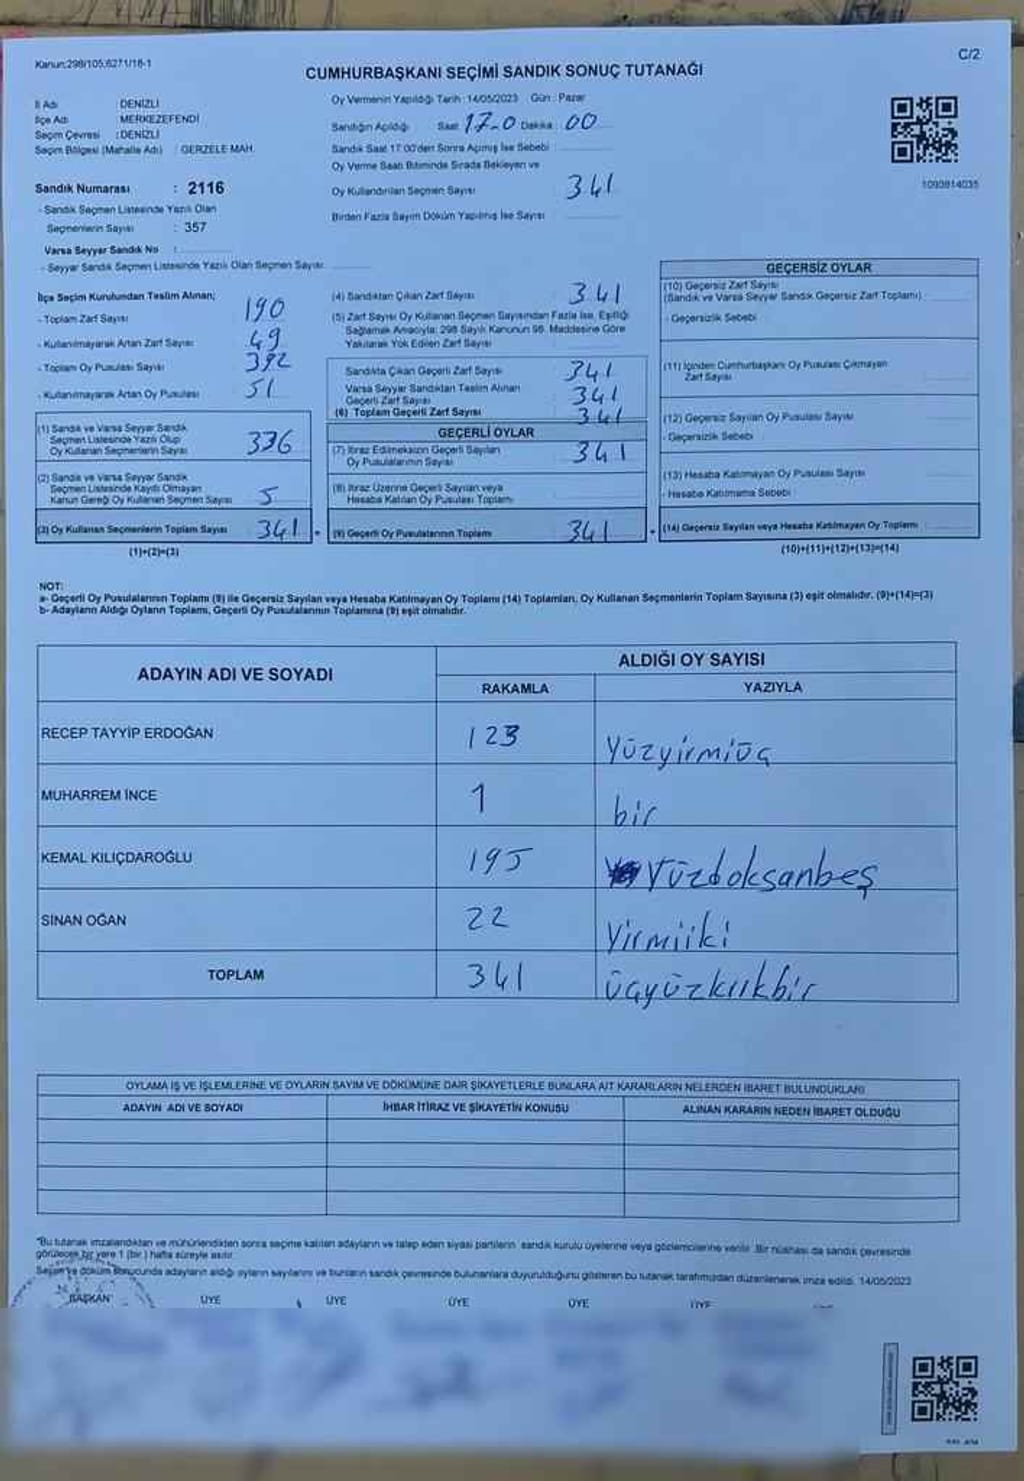 Kanun:298/105,6271/16-1
C/2
CUMHURBAŞKANI SEÇİMİ SANDIK SONUÇ TUTANAĞI
İl Adı DENİZLİ
İlçe Adı MERKEZEFENDİ
Seçim Çevresi : DENİZLİ
Seçim Bölgesi (Mahalle Adı) : GERZELE MAH.
Oy Vermenin Yapıldığı Tarih : 14/05/2023 Gün : Pazar
Sandığın Açıldığı Saat 17.0 Dakika : 00
Sandık Saat 17:00'den Sonra Açılmış İse Sebebi :
Oy Verme Saati Bitiminde Sırada Bekleyen ve
Oy Kullandırılan Seçmen Sayısı 341
Birden Fazla Sayım Döküm Yapılmış İse Sayısı
1093814035
Sandık Numarası : 2116
- Sandık Seçmen Listesinde Yazılı Olan
Seçmenlerin Sayısı : 357
Varsa Seyyar Sandık No :
- Seyyar Sandık Seçmen Listesinde Yazılı Olan Seçmen Sayısı
İlçe Seçim Kurulundan Teslim Alınan;
- Toplam Zarf Sayısı 190
- Kullanılmayarak Artan Zarf Sayısı 49
- Toplam Oy Pusulası Sayısı 392
- Kullanılmayarak Artan Oy Pusulası 51
(1) Sandık ve Varsa Seyyar Sandık
Seçmen Listesinde Yazılı Olup
Oy Kullanan Seçmenlerin Sayısı 336
(2) Sandık ve Varsa Seyyar Sandık
Seçmen Listesinde Kayıtlı Olmayan
Kanun Gereği Oy Kullanan Seçmen Sayısı 5
(3) Oy Kullanan Seçmenlerin Toplam Sayısı 341
(1)+(2)=(3)
(4) Sandıktan Çıkan Zarf Sayısı 341
(5) Zarf Sayısı Oy Kullanan Seçmen Sayısından Fazla İse, Eşitliği
Sağlamak Amacıyla; 298 Sayılı Kanunun 98. Maddesine Göre
Yakılarak Yok Edilen Zarf Sayısı
Sandıkta Çıkan Geçerli Zarf Sayısı 341
Varsa Seyyar Sandıktan Teslim Alınan
Geçerli Zarf Sayısı 341
(6) Toplam Geçerli Zarf Sayısı 341
GEÇERLİ OYLAR
(7) İtiraz Edilmeksizin Geçerli Sayılan
Oy Pusulalarının Sayısı 341
(8) İtiraz Üzerine Geçerli Sayılan veya
Hesaba Katılan Oy Pusulası Toplamı
(9) Geçerli Oy Pusulalarının Toplamı 341
GEÇERSİZ OYLAR
(10) Geçersiz Zarf Sayısı
(Sandık ve Varsa Seyyar Sandık Geçersiz Zarf Toplamı)
- Geçersizlik Sebebi
(11) İçinden Cumhurbaşkanı Oy Pusulası Çıkmayan
Zarf Sayısı
(12) Geçersiz Sayılan Oy Pusulası Sayısı
- Geçersizlik Sebebi
(13) Hesaba Katılmayan Oy Pusulası Sayısı
- Hesaba Katılmama Sebebi
(14) Geçersiz Sayılan veya Hesaba Katılmayan Oy Toplamı
(10)+(11)+(12)+(13)=(14)
NOT:
a- Geçerli Oy Pusulalarının Toplamı (9) ile Geçersiz Sayılan veya Hesaba Katılmayan Oy Toplamı (14) Toplamları, Oy Kullanan Seçmenlerin Toplam Sayısına (3) eşit olmalıdır. (9)+(14)=(3)
b- Adayların Aldığı Oyların Toplamı, Geçerli Oy Pusulalarının Toplamına (9) eşit olmalıdır.
ADAYIN ADI VE SOYADI
ALDIĞI OY SAYISI
RAKAMLA YAZIYLA
RECEP TAYYİP ERDOĞAN 123 Yüzyirmiüç
MUHARREM İNCE 1 bir
KEMAL KILIÇDAROĞLU 195 Yüzdoksanbeş
SİNAN OĞAN 22 Yirmiiki
TOPLAM 341 üçyüzkırkbir
OYLAMA İŞ VE İŞLEMLERİNE VE OYLARIN SAYIM VE DÖKÜMÜNE DAİR ŞİKAYETLERLE BUNLARA AİT KARARLARIN NELERDEN İBARET BULUNDUKLARI
ADAYIN ADI VE SOYADI İHBAR İTİRAZ VE ŞİKAYETİN KONUSU ALINAN KARARIN NEDEN İBARET OLDUĞU
"Bu tutanak imzalandıktan ve mühürlendikten sonra seçime katılan adayların ve talep eden siyasi partilerin sandık kurulu üyelerine veya gözlemcilerine verilir. Bir nüshası da sandık çevresinde
görülecek bir yere 1 (bir) hafta süreyle asılır.
Seçim ve döküm sonucunda adayların aldığı oyların sayılarını ve bunların sandık çevresinde bulunanlara duyurulduğunu gösteren bu tutanak tarafımızdan düzenlenerek imza edildi. 14/05/2023
BAŞKAN ÜYE ÜYE ÜYE ÜYE ÜYE